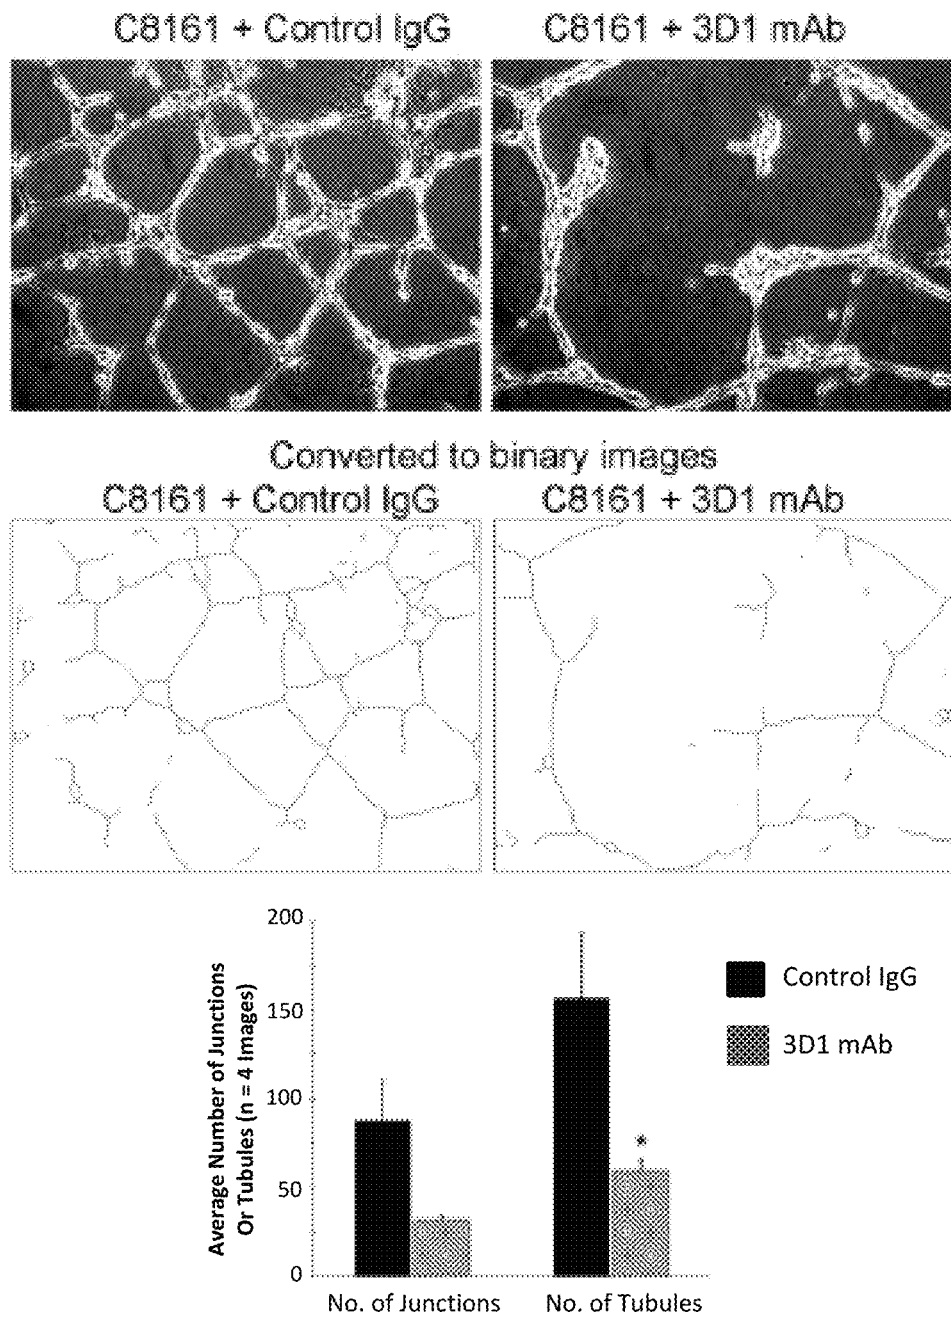 C8161 + Control IgG C8161 + 3D1 mAb
Converted to binary images
C8161 + Control IgG C8161 + 3D1 mAb
Average Number of Junctions
Or Tubules (n = 4 Images)
200
150
100
50
0
*
No. of Junctions No. of Tubules
Control IgG
3D1 mAb